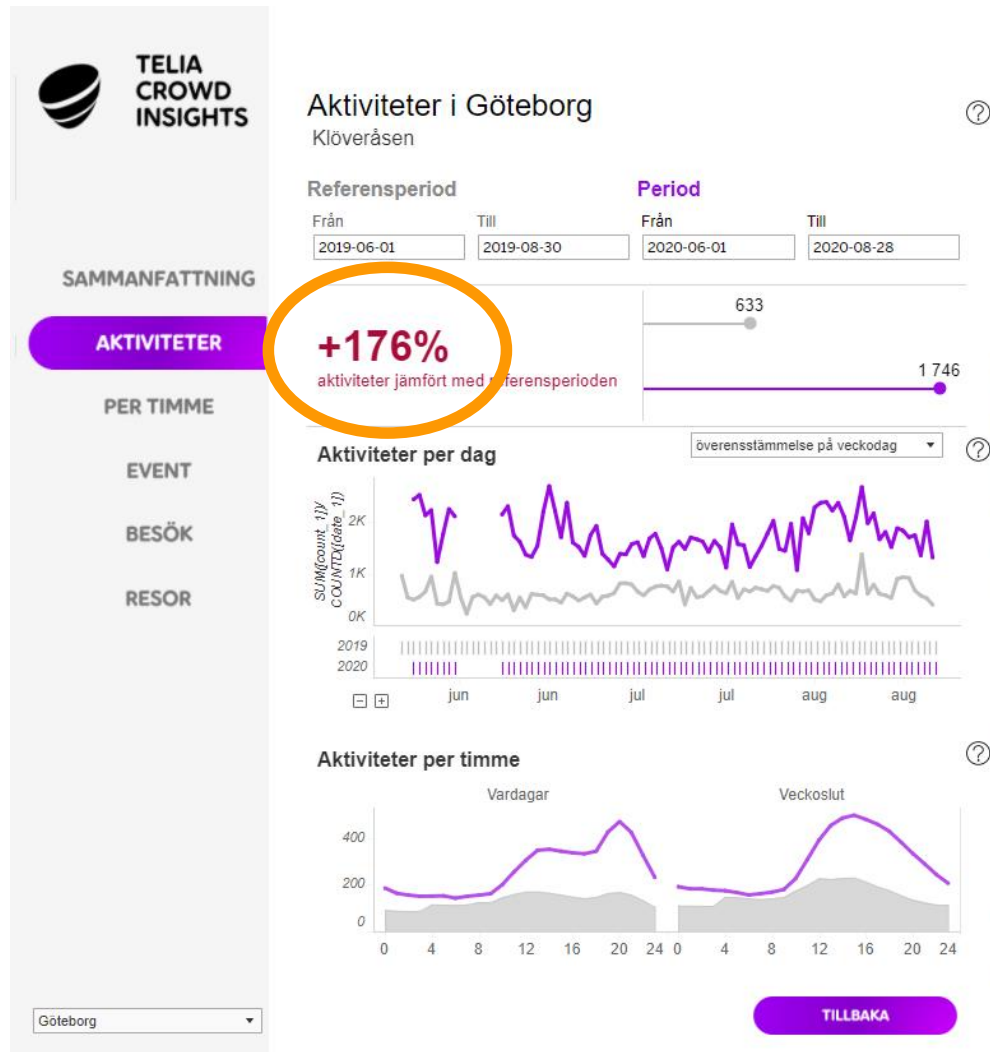 TELIA
CROWD
INSIGHTS
Aktiviteter i Göteborg
Klöveråsen
Referensperiod Period
Från Till Från Till
2019-06-01 2019-08-30 2020-06-01 2020-08-28
SAMMANFATTNING
AKTIVITETER
PER TIMME
EVENT
BESÖK
RESOR
+176%
aktiviteter jämfört med referensperioden
633
1 746
Aktiviteter per dag
överensstämmelse på veckodag
SUM([count_1])/
COUNTD([date_1])
2K
1K
0K
2019
2020
jun jun jul jul aug aug
Aktiviteter per timme
Vardagar Veckoslut
400
200
0
0 4 8 12 16 20 24 0 4 8 12 16 20 24
Göteborg
TILLBAKA